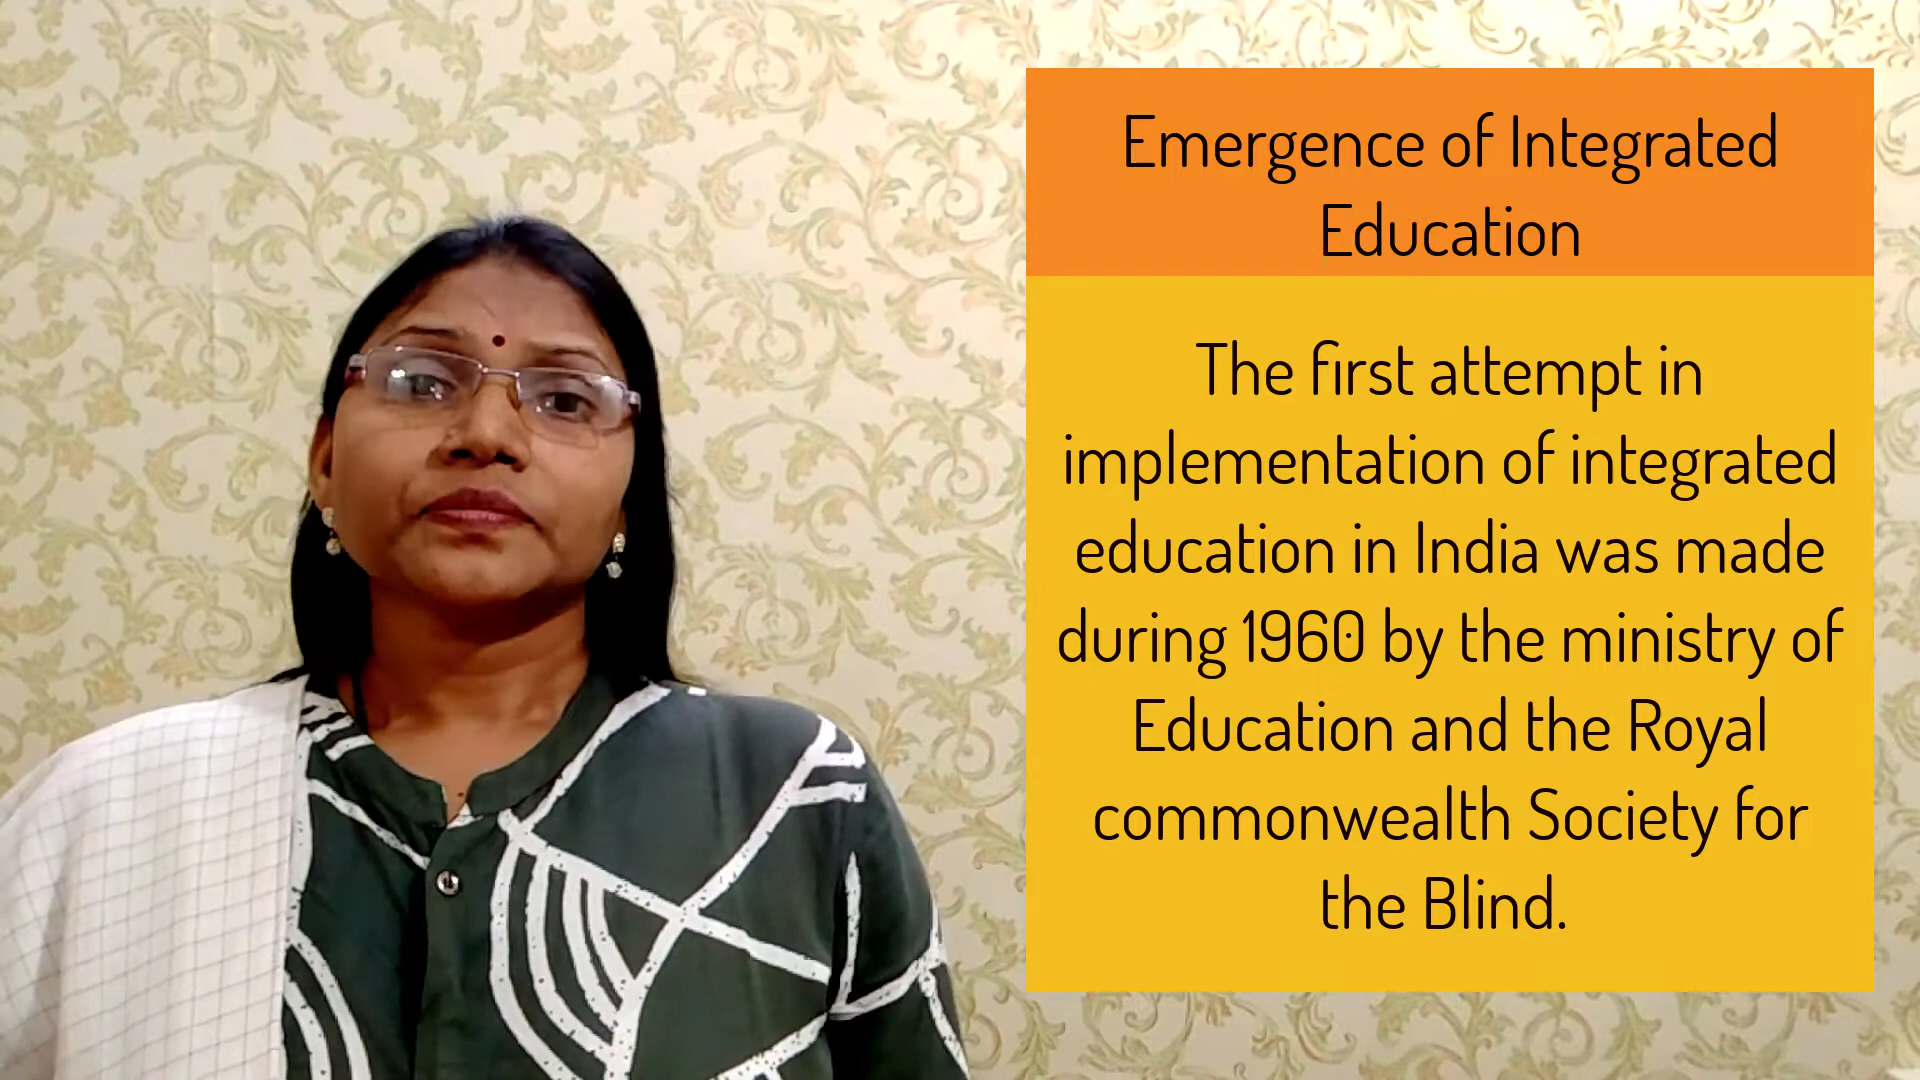 Emergence of Integrated
Education
The first attempt in
implementation of integrated
education in India was made
during 1960 by the ministry of
Education and the Royal
commonwealth Society for
the Blind.